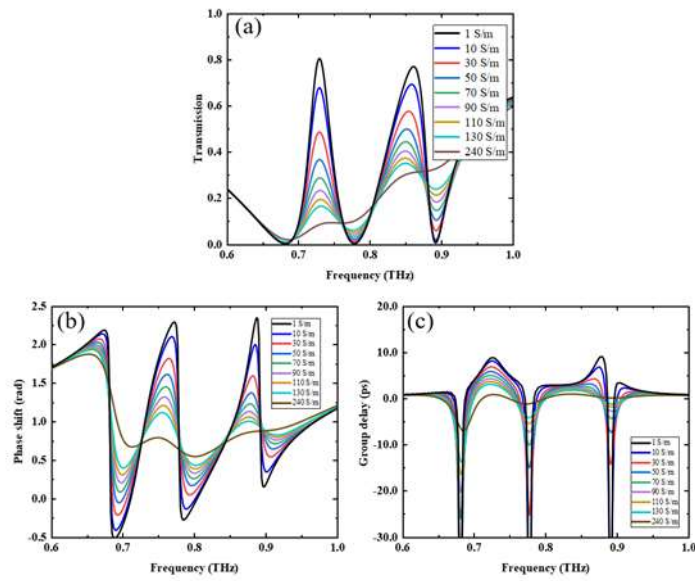 (a)
1.0
0.8
0.6
0.4
0.2
0.0
Transmission
1 S/m
10 S/m
30 S/m
50 S/m
70 S/m
90 S/m
110 S/m
130 S/m
240 S/m
0.6 0.7 0.8 0.9 1.0
Frequency (THz)
(b)
2.5
2.0
1.5
1.0
0.5
0.0
-0.5
Phase shift (rad)
1 S/m
10 S/m
30 S/m
50 S/m
70 S/m
90 S/m
110 S/m
130 S/m
240 S/m
0.6 0.7 0.8 0.9 1.0
Frequency (THz)
(c)
20.0
10.0
0.0
-10.0
-20.0
-30.0
Group delay (ps)
1 S/m
10 S/m
30 S/m
50 S/m
70 S/m
90 S/m
110 S/m
130 S/m
240 S/m
0.6 0.7 0.8 0.9 1.0
Frequency (THz)